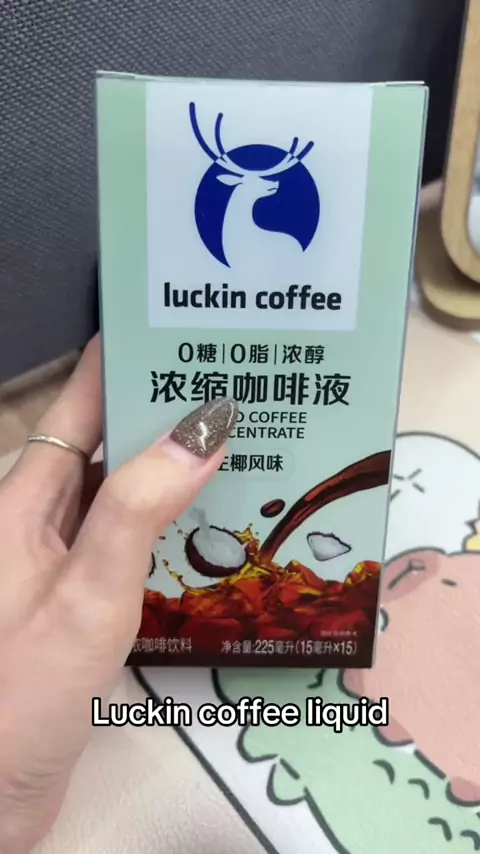 luckin coffee
0糖|0脂|浓醇
浓缩咖啡液
COFFEE
CENTRATE
椰风味
咖啡饮料
净含量:225毫升(15毫升×15)
Luckin coffee liquid